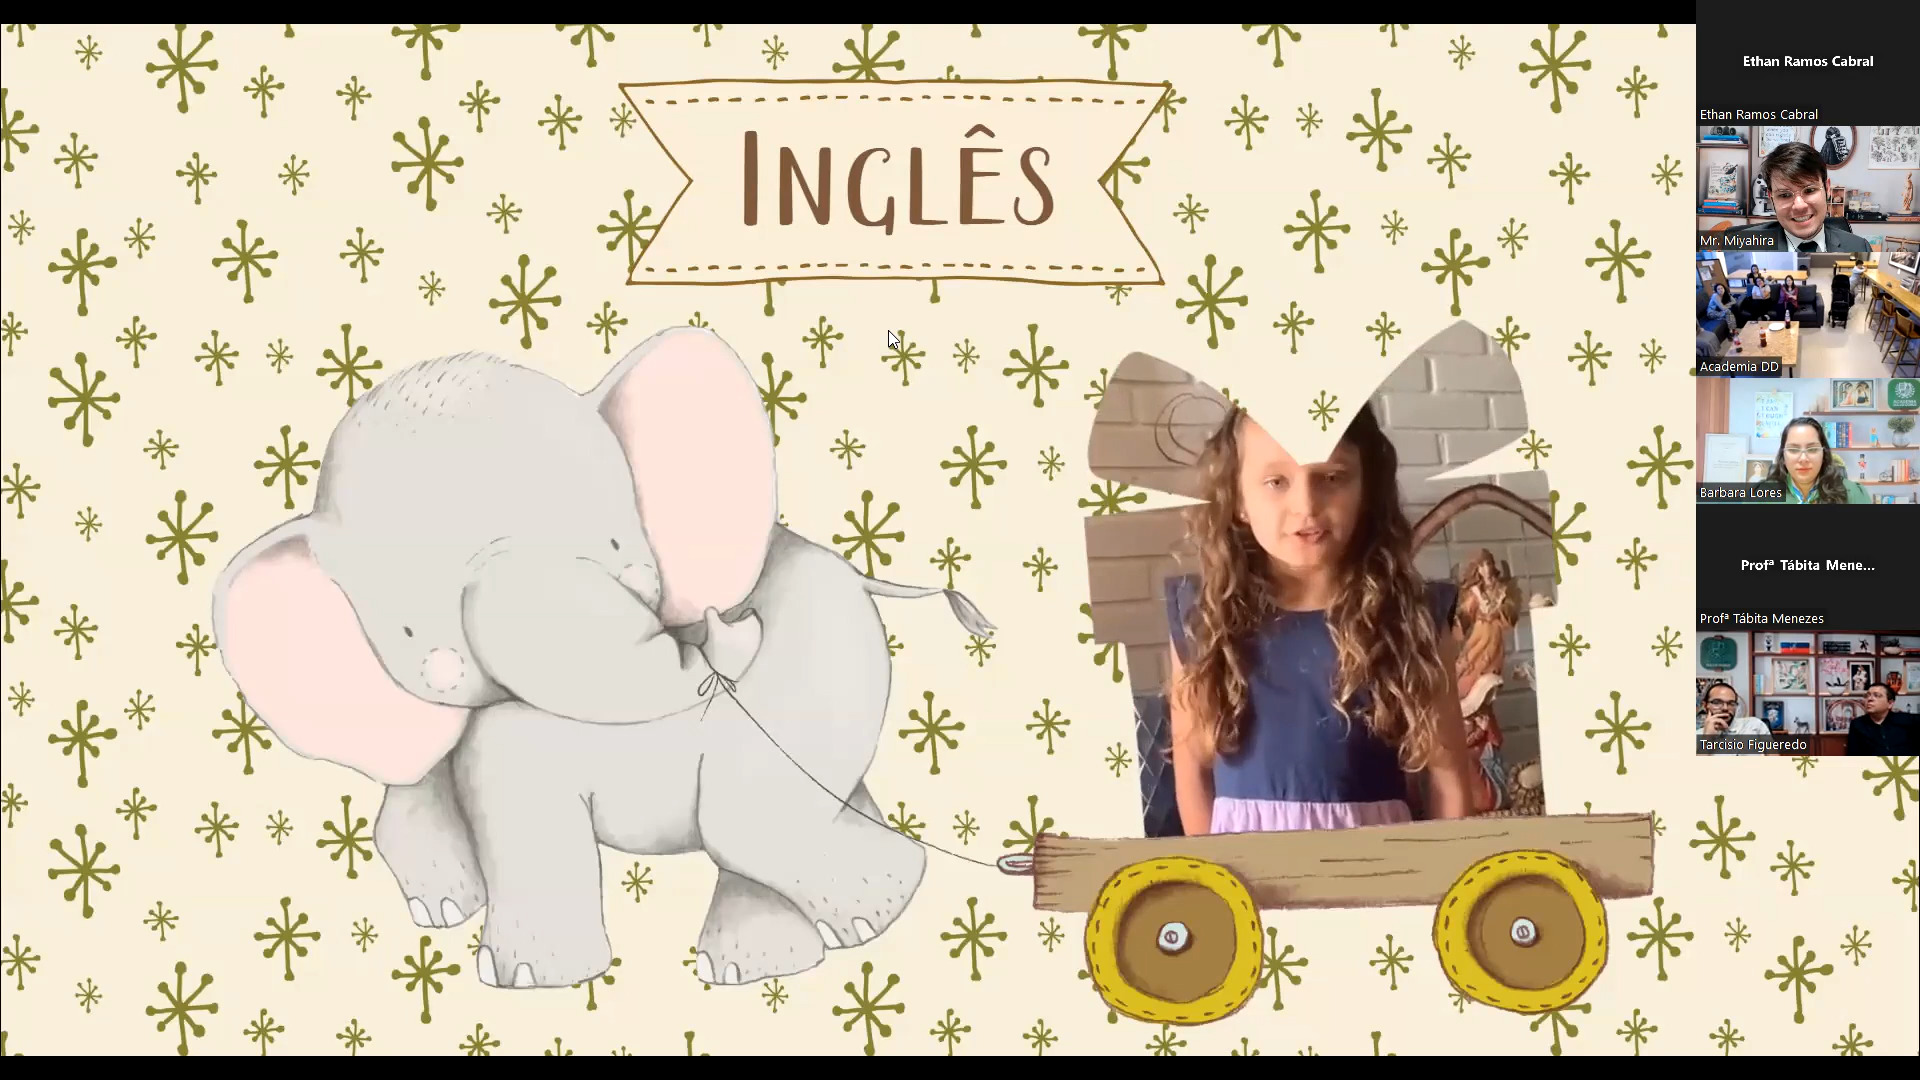 INGLÊS
Ethan Ramos Cabral
Ethan Ramos Cabral
Mr. Miyahira
Academia DD
Barbara Lores
Profª Tábita Mene...
Profª Tábita Menezes
Tarcisio Figueredo